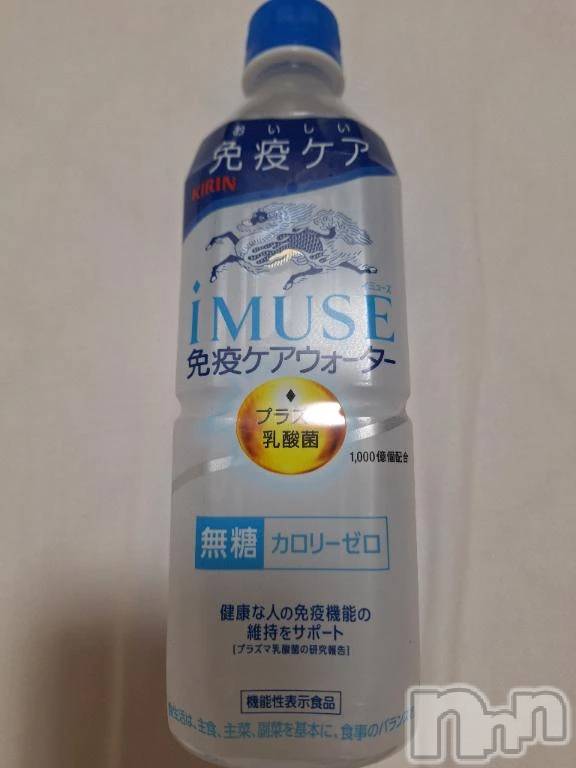 おいしい
免疫ケア
KIRIN
イミューズ
iMUSE
免疫ケアウォーター
プラズ
乳酸菌
1,000億個配合
無糖 カロリーゼロ
健康な人の免疫機能の
維持をサポート
[プラズマ乳酸菌の研究報告]
機能性表示食品
食生活は、主食、主菜、副菜を基本に、食事のバランス
nnn